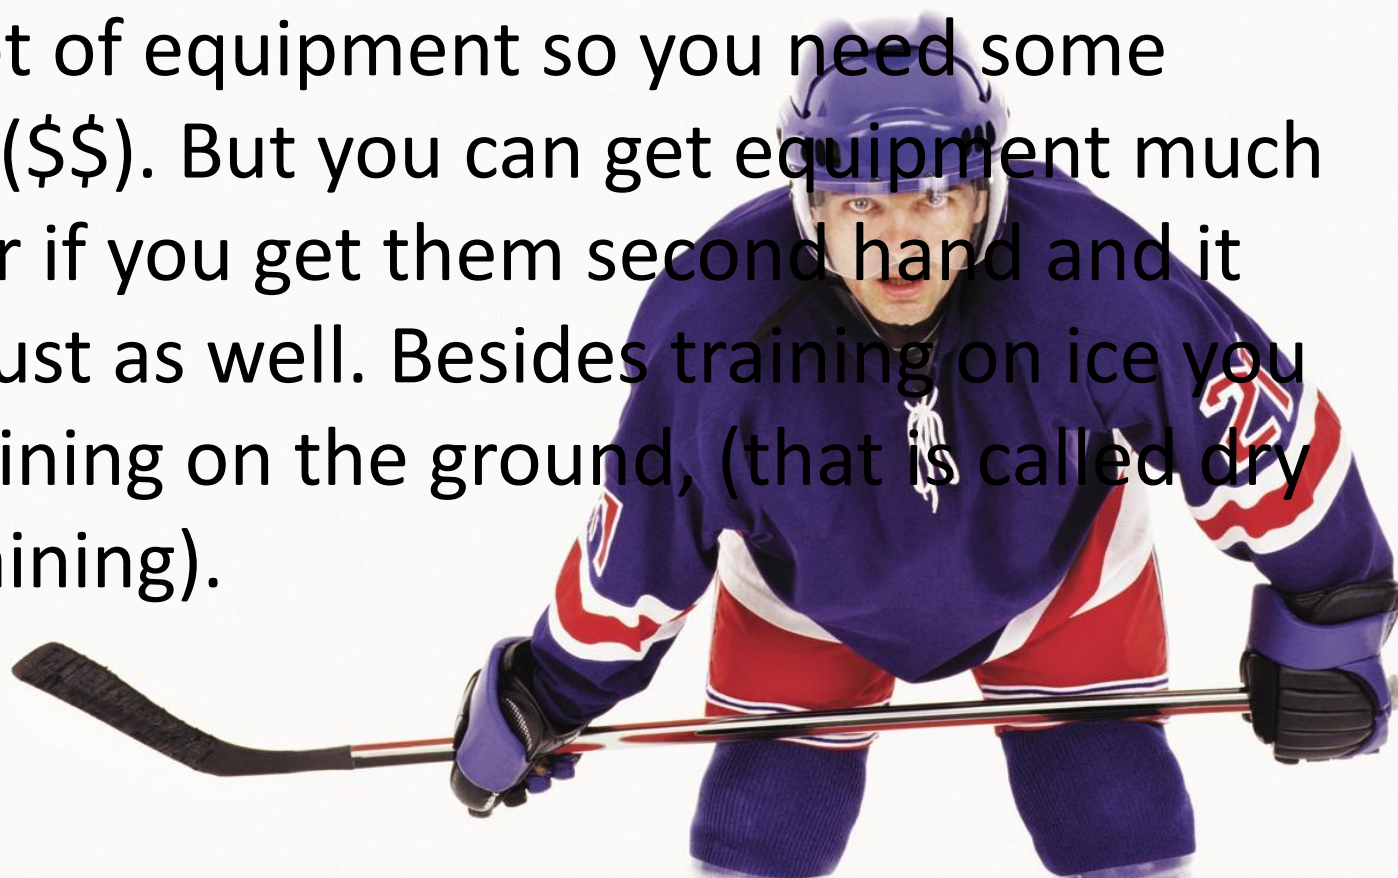 t of equipment so you need some
($$). But you can get equipment much
r if you get them second hand and it
ust as well. Besides training on ice you
ining on the ground, (that is called dry
ining).
21